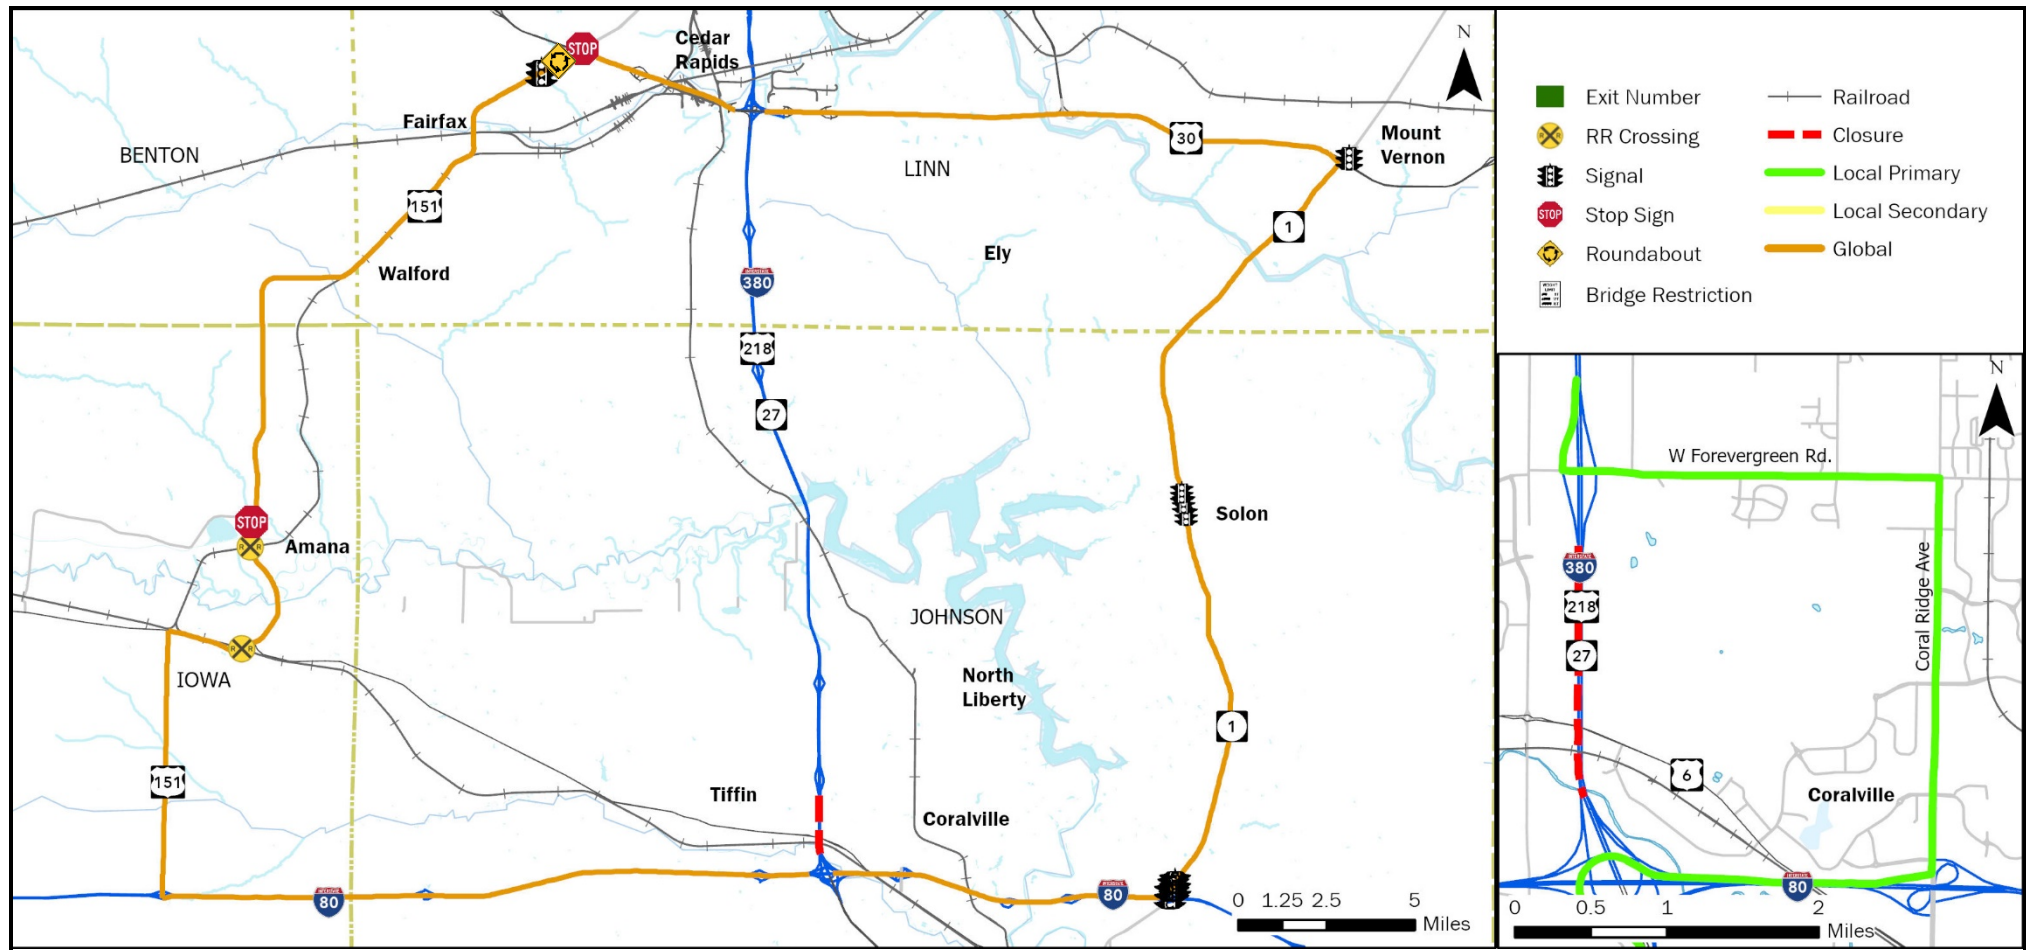 STOP
Cedar
Rapids
N
Fairfax
BENTON
LINN
30
Mount
Vernon
151
1
Ely
Walford
380
218
27
STOP
Amana
Solon
JOHNSON
IOWA
North
Liberty
1
151
Tiffin
Coralville
80
80
0 1.25 2.5 5
Miles
Exit Number
RR Crossing
Signal
STOP Stop Sign
Roundabout
Bridge Restriction
Railroad
Closure
Local Primary
Local Secondary
Global
N
W Forevergreen Rd.
Coral Ridge Ave
380
218
27
6
Coralville
80
0 0.5 1 2
Miles